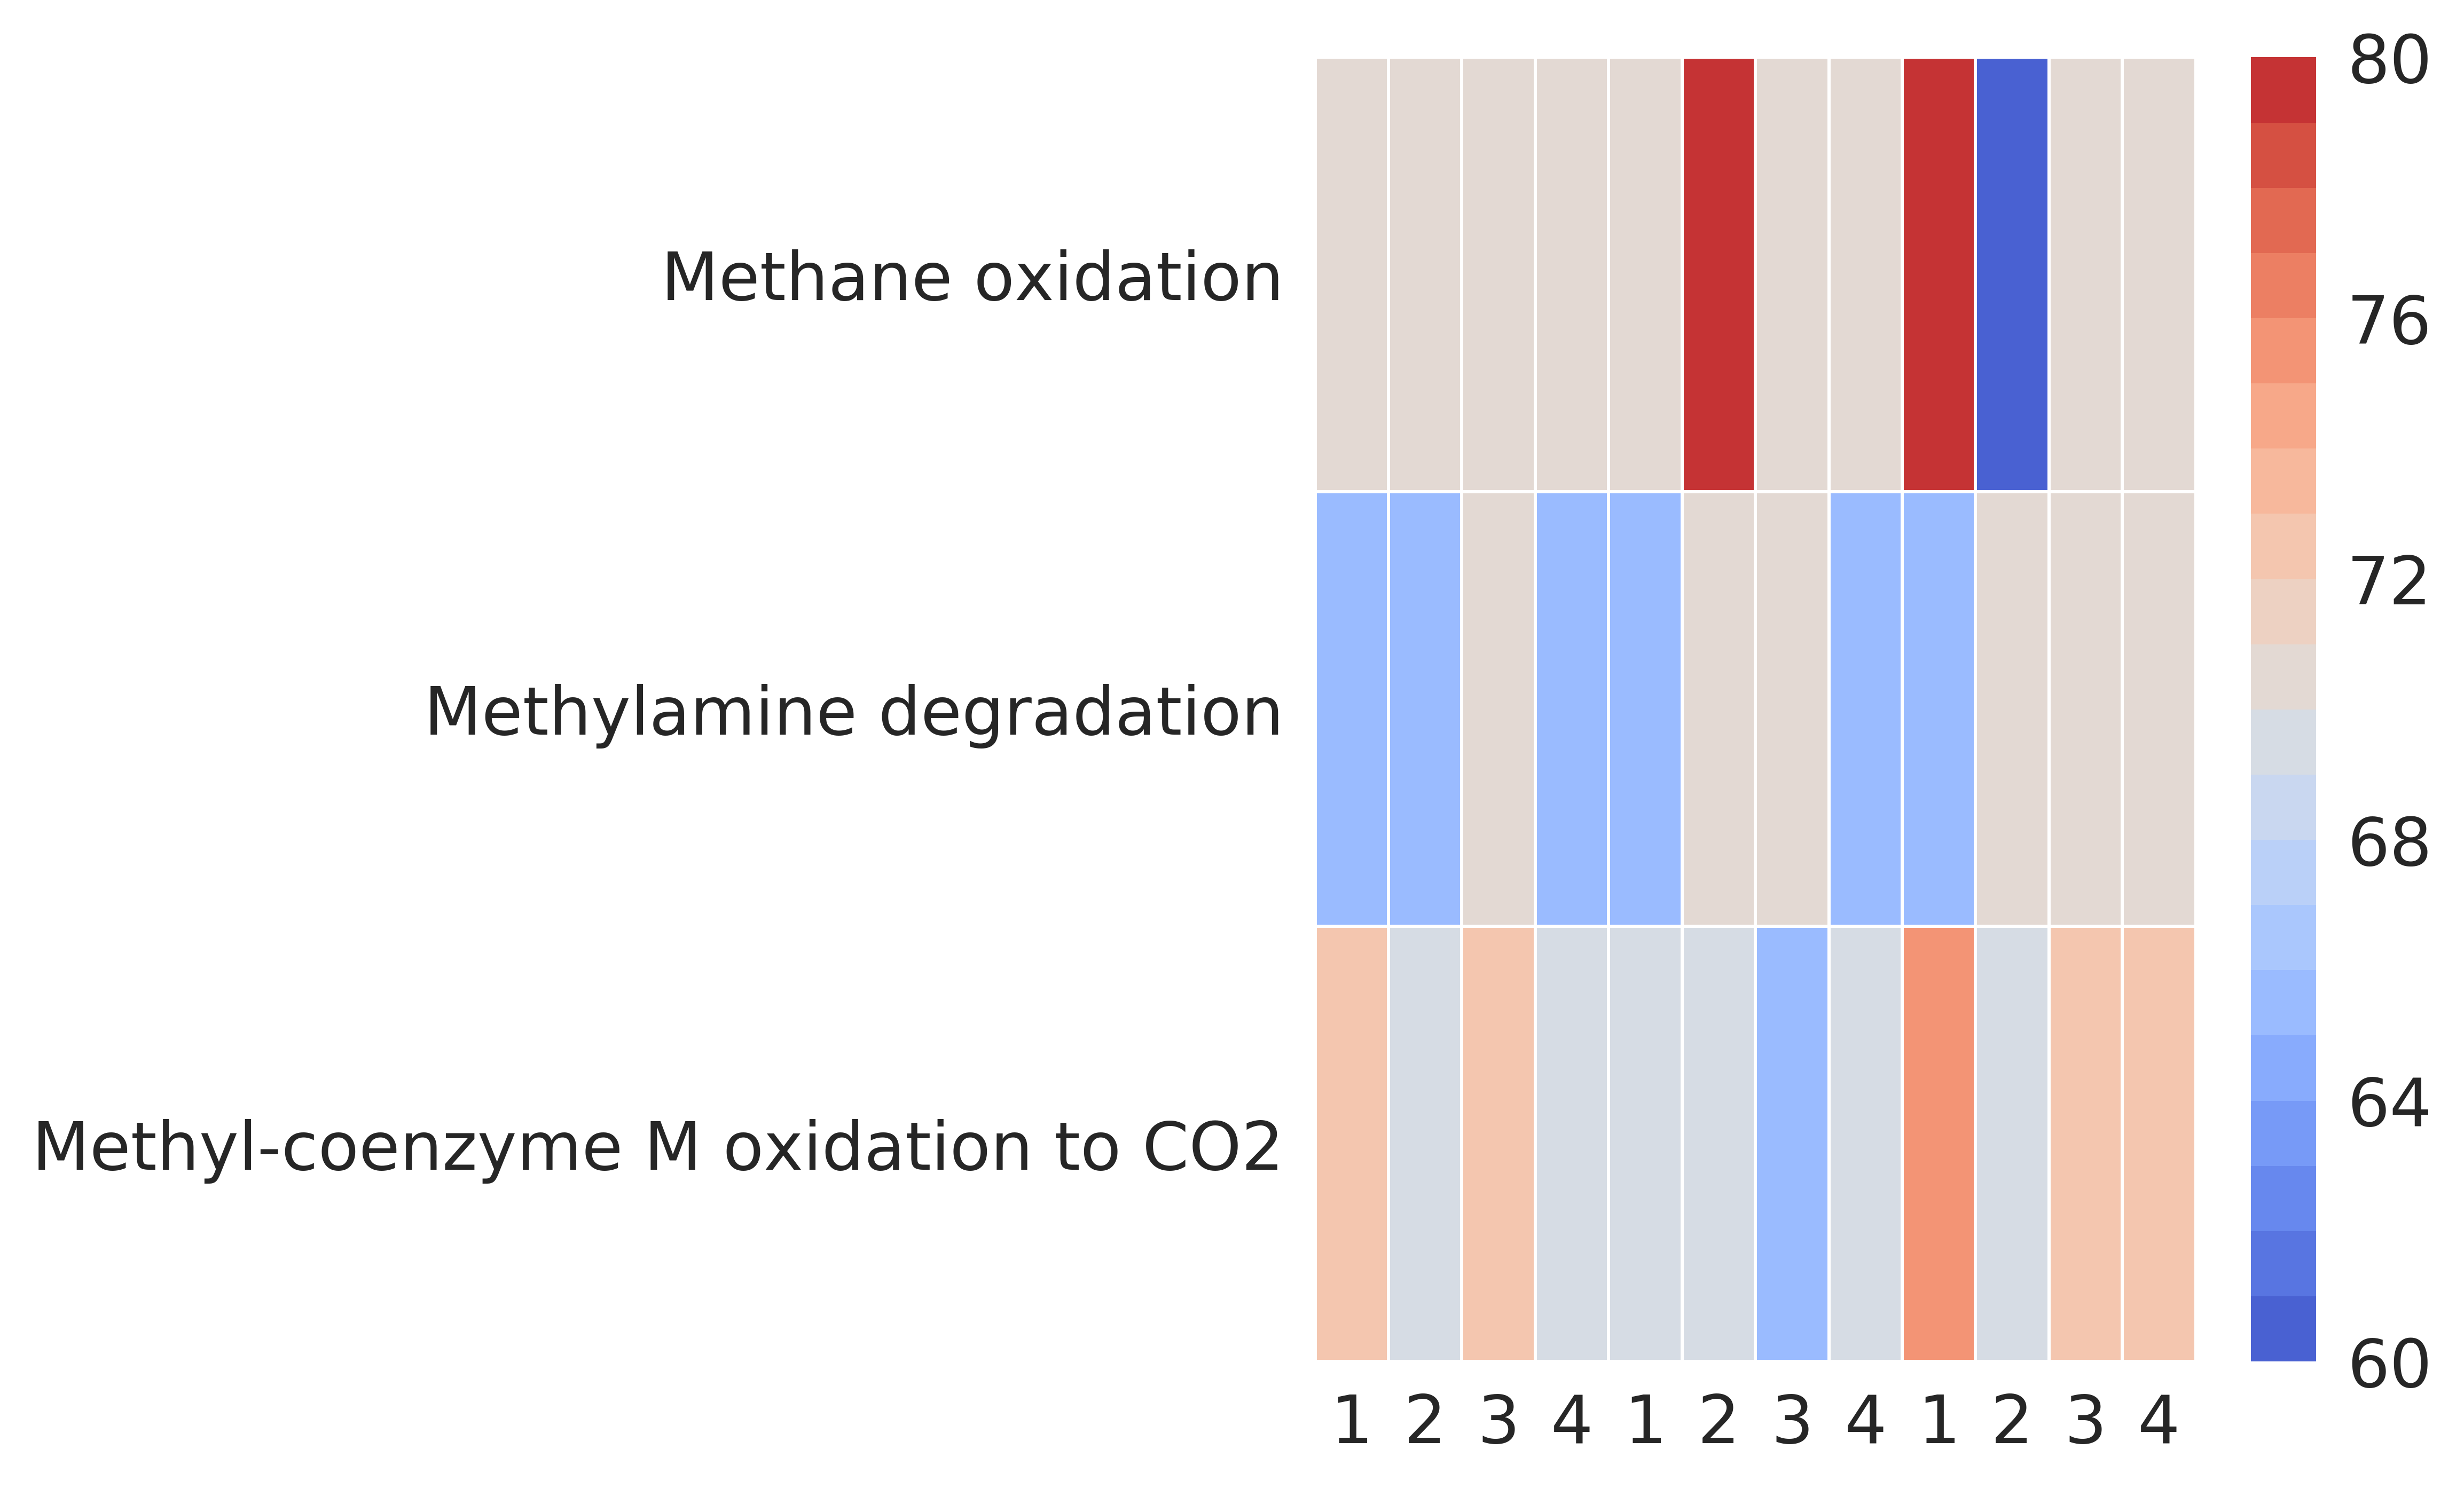 Methane oxidation
Methylamine degradation
Methyl-coenzyme M oxidation to CO2
1 2 3 4 1 2 3 4 1 2 3 4
80
76
72
68
64
60